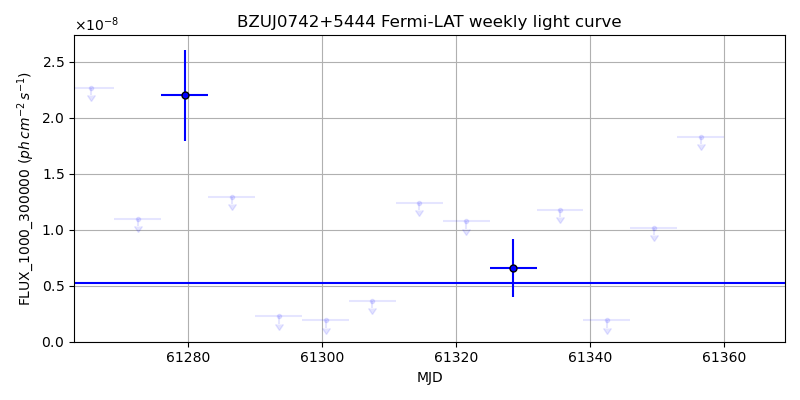 BZUJ0742+5444 Fermi-LAT weekly light curve
×10⁻⁸
FLUX_1000_300000 (ph cm⁻² s⁻¹)
2.5
2.0
1.5
1.0
0.5
0.0
61280 61300 61320 61340 61360
MJD